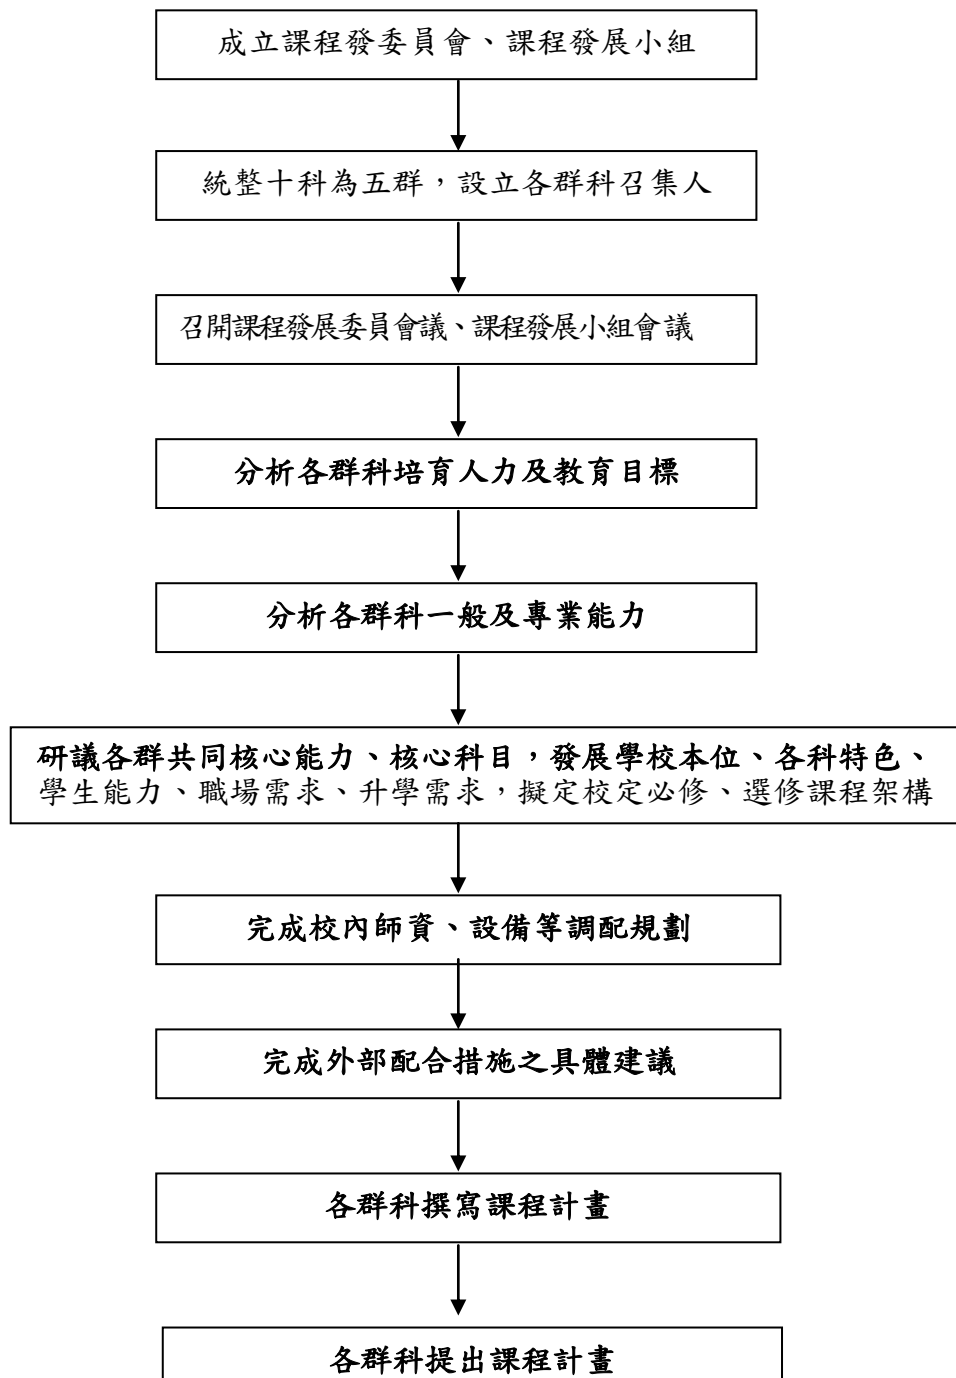 成立課程發委員會、課程發展小組
統整十科為五群，設立各群科召集人
召開課程發展委員會議、課程發展小組會議
分析各群科培育人力及教育目標
分析各群科一般及專業能力
研議各群共同核心能力、核心科目，發展學校本位、各科特色、
學生能力、職場需求、升學需求，擬定校定必修、選修課程架構
完成校內師資、設備等調配規劃
完成外部配合措施之具體建議
各群科撰寫課程計畫
各群科提出課程計畫